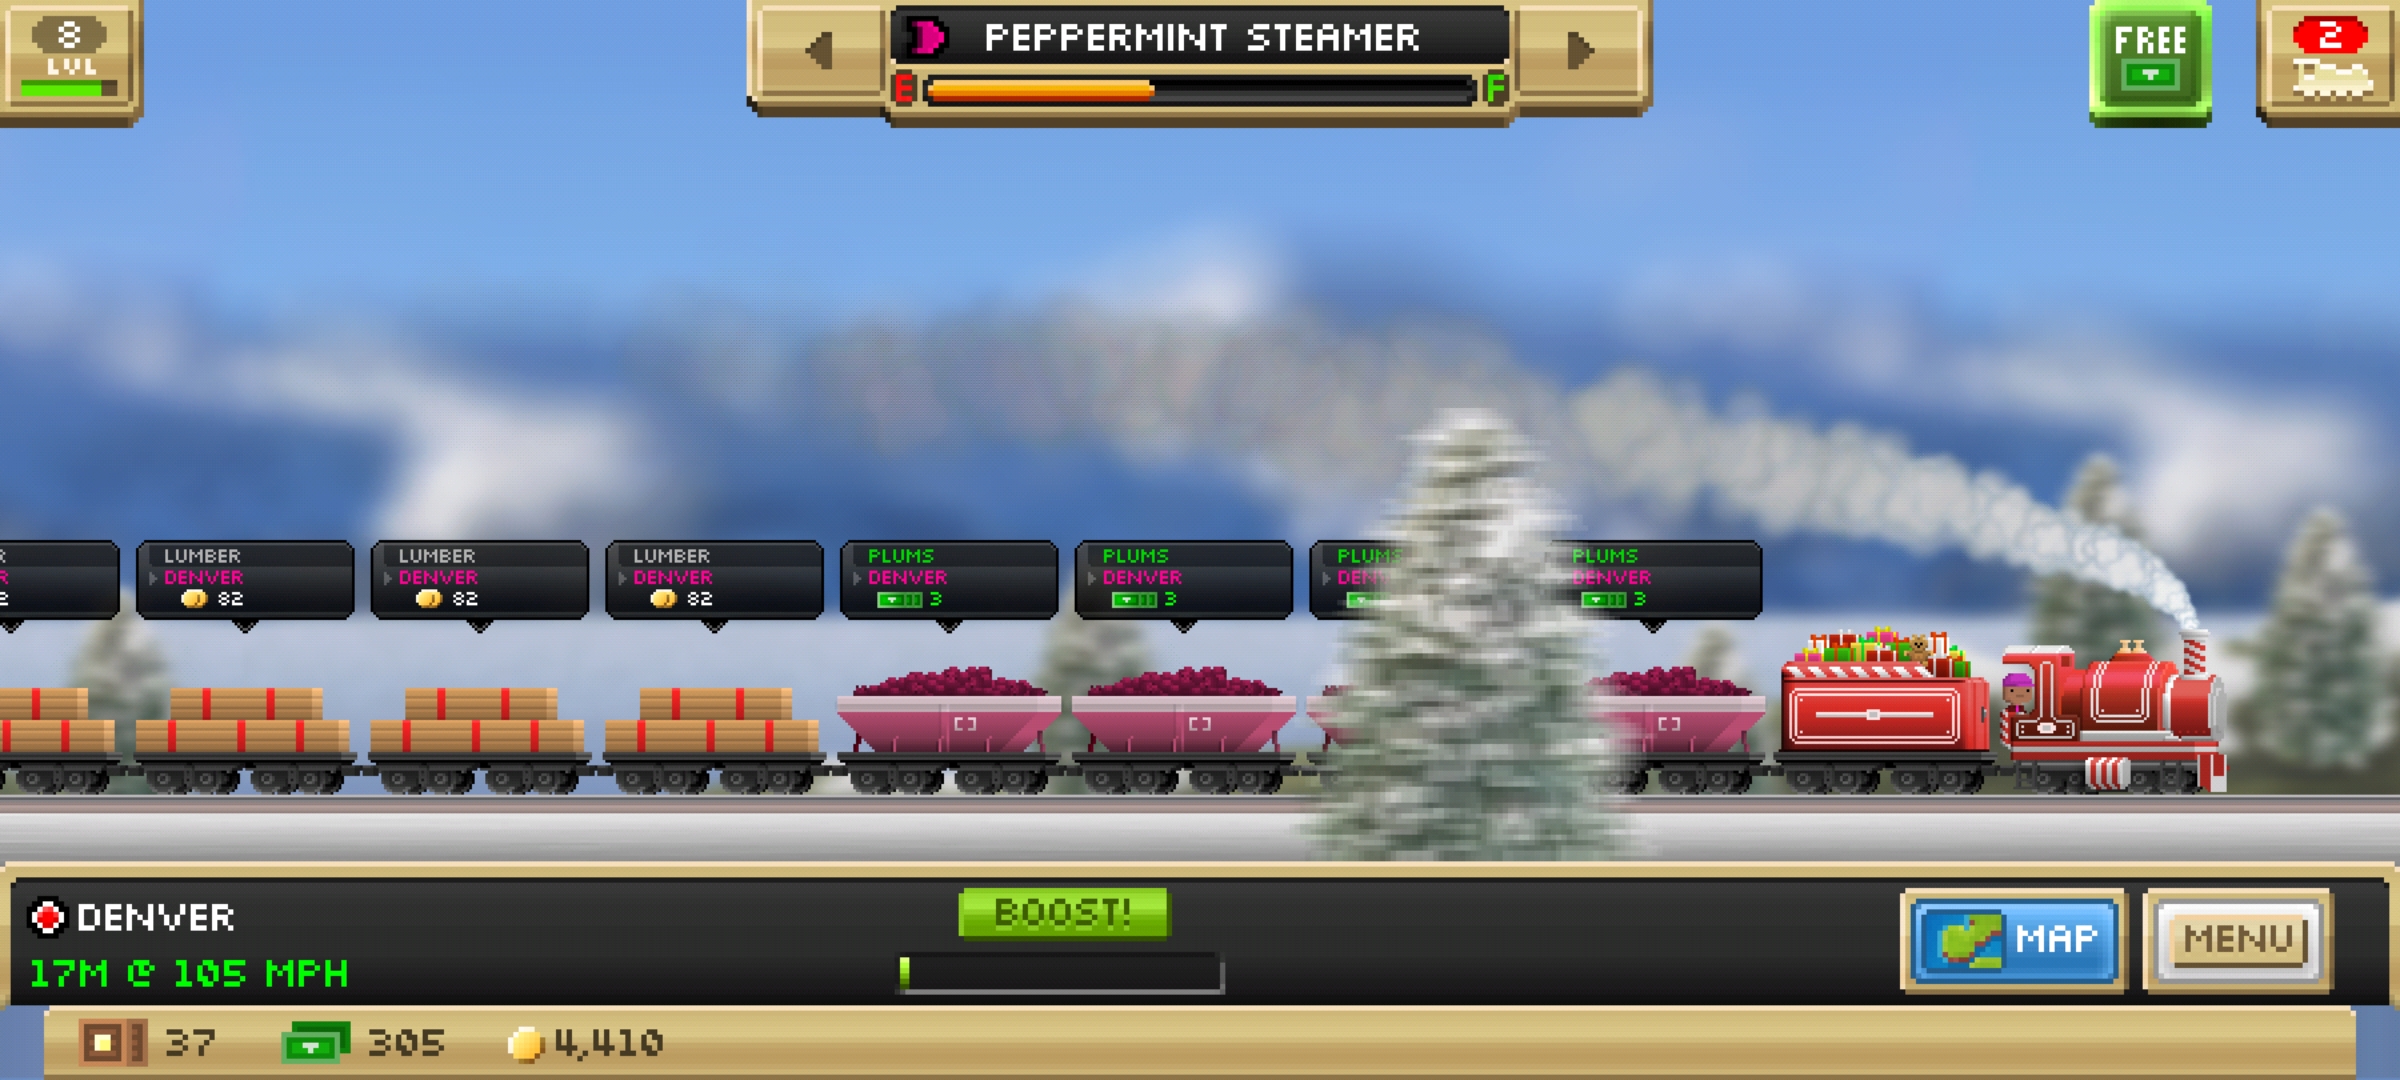 8
LVL
PEPPERMINT STEAMER
E F
FREE
2
LUMBER
DENVER
82
LUMBER
DENVER
82
LUMBER
DENVER
82
PLUMS
DENVER
3
PLUMS
DENVER
3
PLUMS
PLUMS
DENVER
3
DENVER
17M @ 105 MPH
BOOST!
MAP
MENU
37
305
4,410